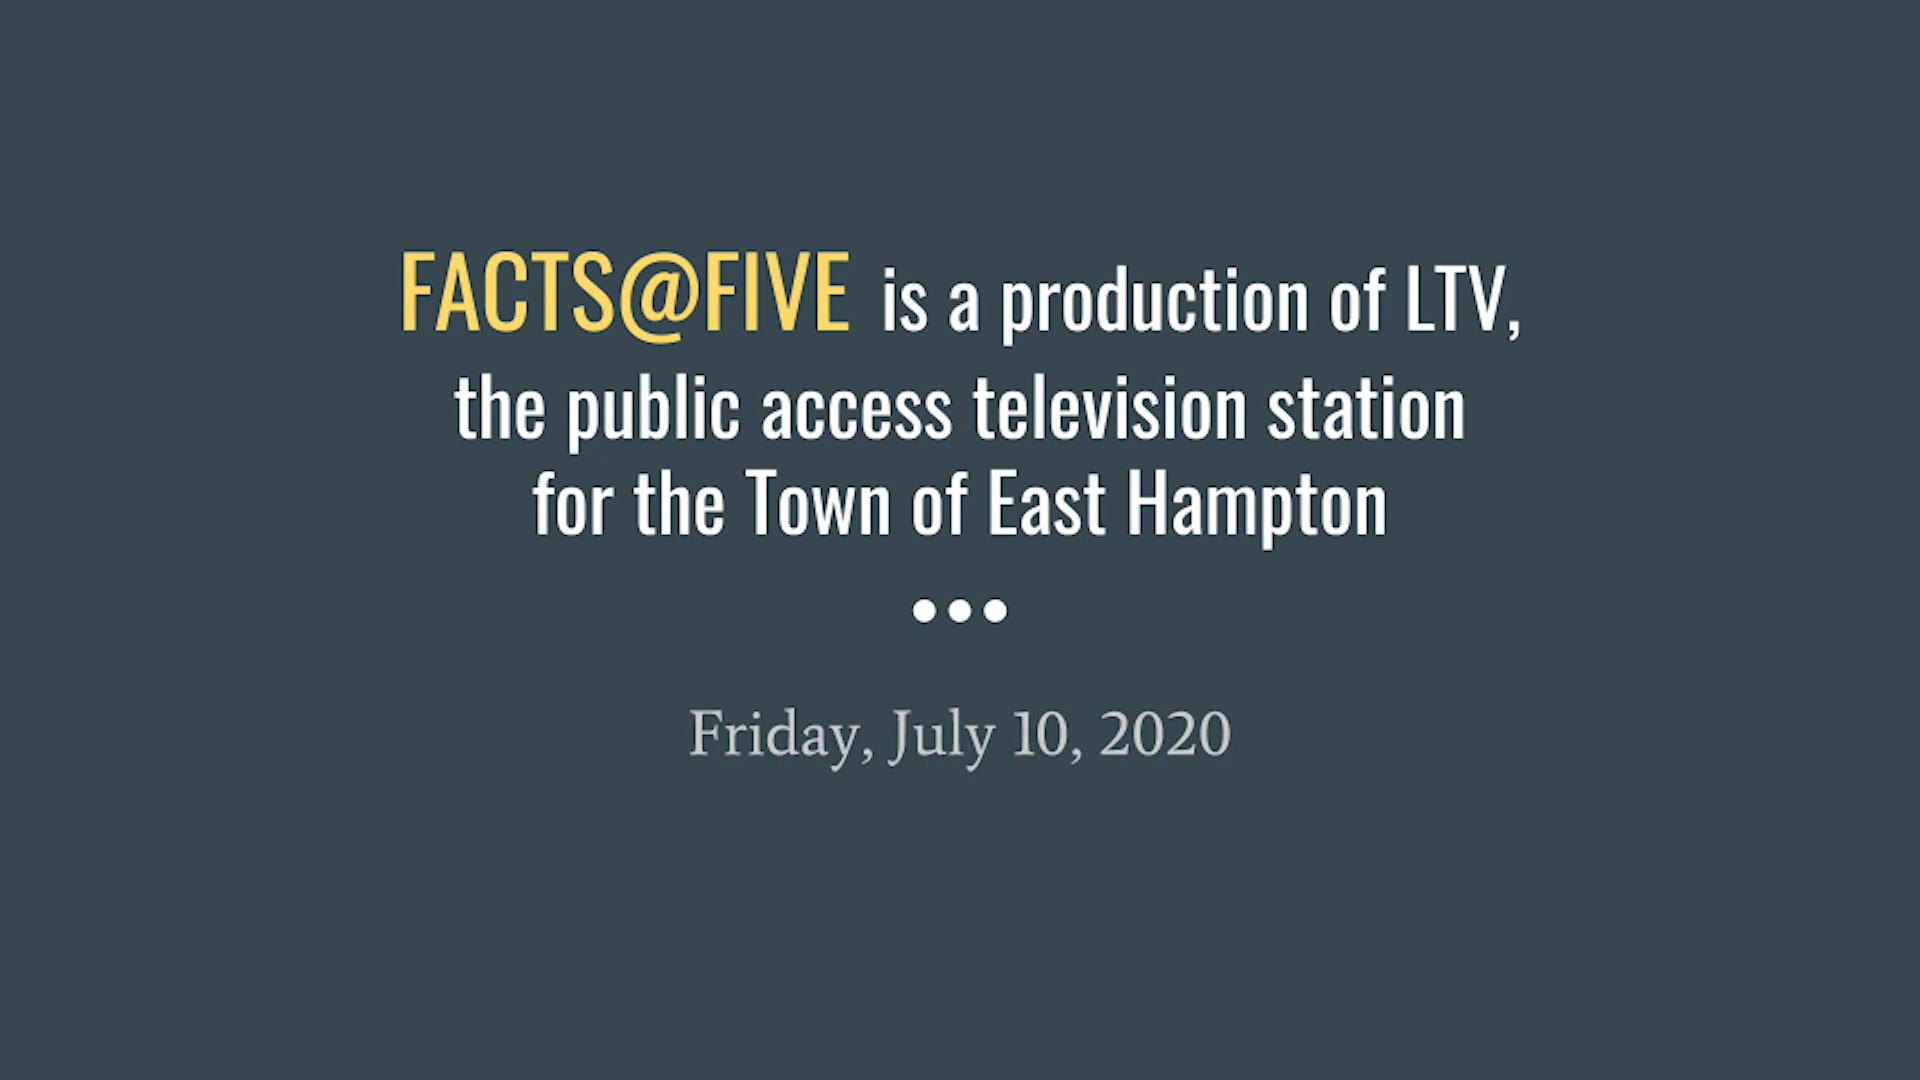 FACTS@FIVE is a production of LTV,
the public access television station
for the Town of East Hampton
Friday, July 10, 2020